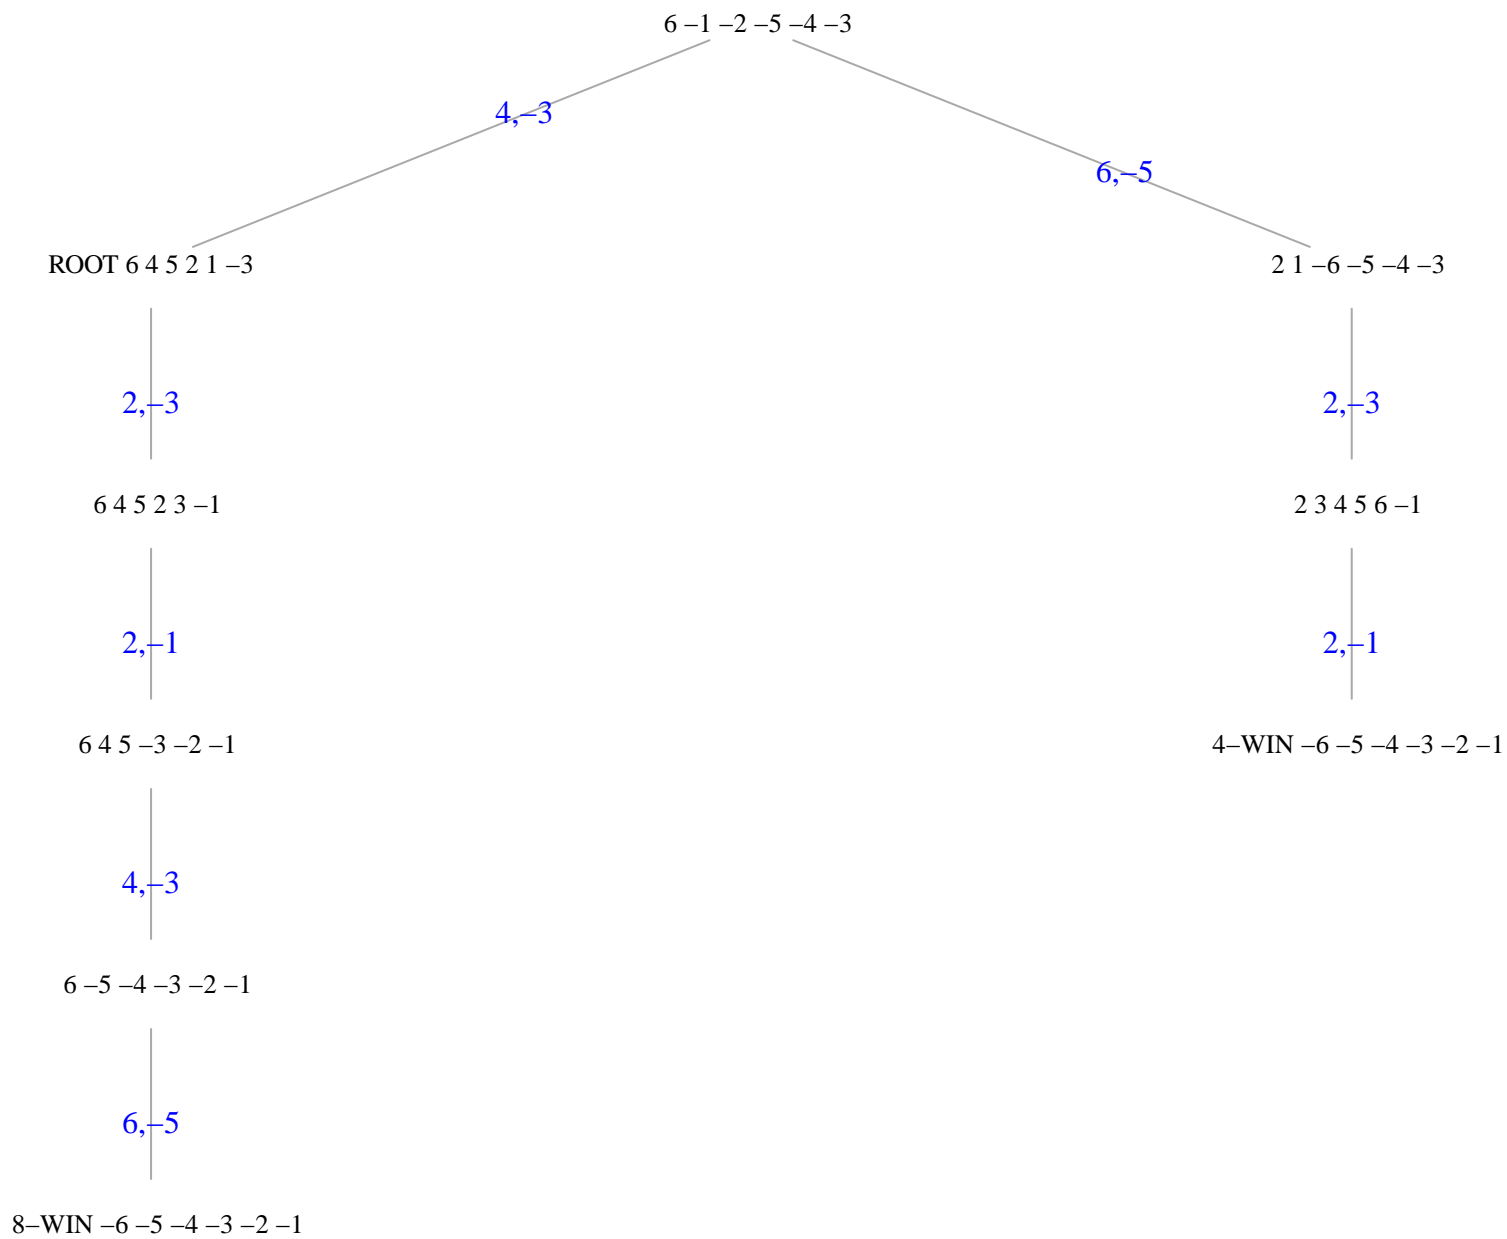 6 –1 –2 –5 –4 –3
4,–3
6,–5
ROOT 6 4 5 2 1 –3
2 1 –6 –5 –4 –3
2,–3
2,–3
6 4 5 2 3 –1
2 3 4 5 6 –1
2,–1
2,–1
6 4 5 –3 –2 –1
4–WIN –6 –5 –4 –3 –2 –1
4,–3
6 –5 –4 –3 –2 –1
6,–5
8–WIN –6 –5 –4 –3 –2 –1